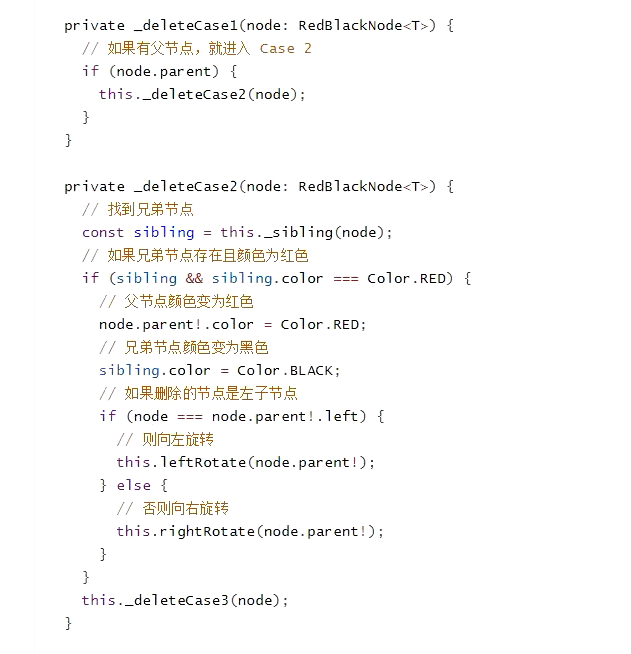 private _deleteCase1(node: RedBlackNode<T>) {
// 如果有父节点，就进入 Case 2
if (node.parent) {
this._deleteCase2(node);
}
}
private _deleteCase2(node: RedBlackNode<T>) {
// 找到兄弟节点
const sibling = this._sibling(node);
// 如果兄弟节点存在且颜色为红色
if (sibling && sibling.color === Color.RED) {
// 父节点颜色变为红色
node.parent!.color = Color.RED;
// 兄弟节点颜色变为黑色
sibling.color = Color.BLACK;
// 如果删除的节点是左子节点
if (node === node.parent!.left) {
// 则向左旋转
this.leftRotate(node.parent!);
} else {
// 否则向右旋转
this.rightRotate(node.parent!);
}
}
this._deleteCase3(node);
}